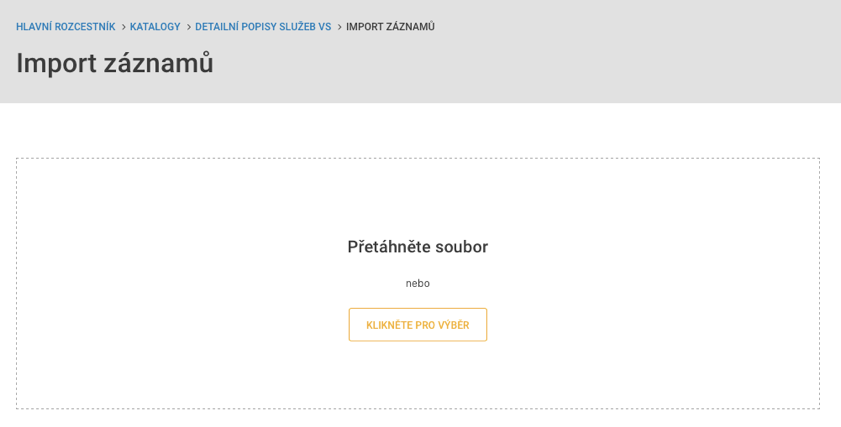 HLAVNÍ ROZCESTNÍK > KATALOGY > DETAILNÍ POPISY SLUŽEB VS > IMPORT ZÁZNAMŮ
Import záznamů
Přetáhněte soubor
nebo
KLIKNĚTE PRO VÝBĚR